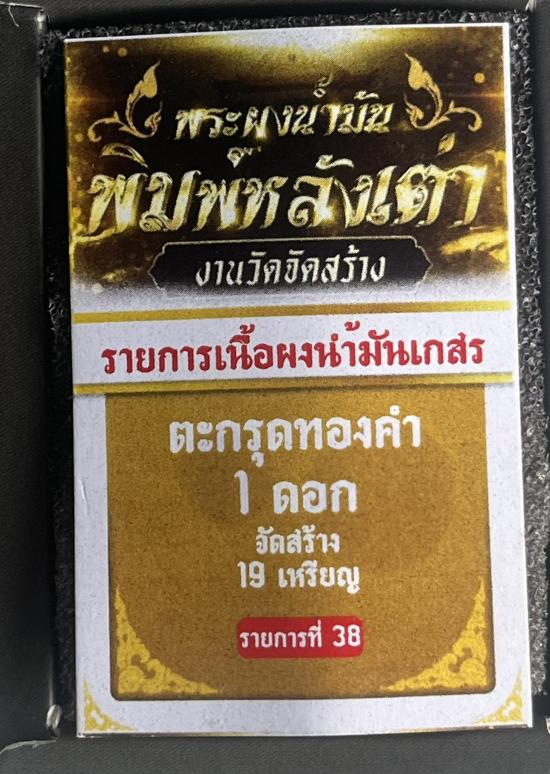 พระผงน้ำมัน
พิมพ์หลังเต่า
งานวัดจัดสร้าง
รายการเนื้อผงนำ้มันเกสร
ตะกรุดทองคำ
1 ดอก
จัดสร้าง
19 เหรียญ
รายการที่ 38